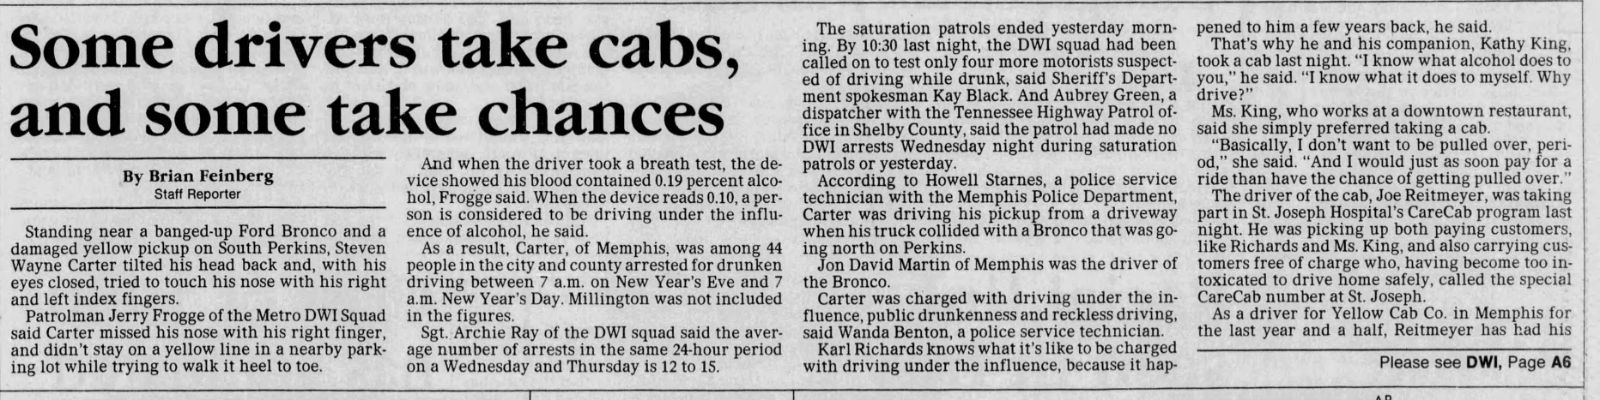 Some drivers take cabs,
and some take chances
By Brian Feinberg
Staff Reporter
Standing near a banged-up Ford Bronco and a
damaged yellow pickup on South Perkins, Steven
Wayne Carter tilted his head back and, with his
eyes closed, tried to touch his nose with his right
and left index fingers.
Patrolman Jerry Frogge of the Metro DWI Squad
said Carter missed his nose with his right finger,
and didn't stay on a yellow line in a nearby park-
ing lot while trying to walk it heel to toe.
And when the driver took a breath test, the de-
vice showed his blood contained 0.19 percent alco-
hol, Frogge said. When the device reads 0.10, a per-
son is considered to be driving under the influ-
ence of alcohol, he said.
As a result, Carter, of Memphis, was among 44
people in the city and county arrested for drunken
driving between 7 a.m. on New Year's Eve and 7
a.m. New Year's Day. Millington was not included
in the figures.
Sgt. Archie Ray of the DWI squad said the aver-
age number of arrests in the same 24-hour period
on a Wednesday and Thursday is 12 to 15.
The saturation patrols ended yesterday morn-
ing. By 10:30 last night, the DWI squad had been
called on to test only four more motorists suspect-
ed of driving while drunk, said Sheriff's Depart-
ment spokesman Kay Black. And Aubrey Green, a
dispatcher with the Tennessee Highway Patrol of-
fice in Shelby County, said the patrol had made no
DWI arrests Wednesday night during saturation
patrols or yesterday.
According to Howell Starnes, a police service
technician with the Memphis Police Department,
Carter was driving his pickup from a driveway
when his truck collided with a Bronco that was go-
ing north on Perkins.
Jon David Martin of Memphis was the driver of
the Bronco.
Carter was charged with driving under the in-
fluence, public drunkenness and reckless driving,
said Wanda Benton, a police service technician.
Karl Richards knows what it's like to be charged
with driving under the influence, because it hap-
pened to him a few years back, he said.
That's why he and his companion, Kathy King,
took a cab last night. "I know what alcohol does to
you," he said. "I know what it does to myself. Why
drive?"
Ms. King, who works at a downtown restaurant,
said she simply preferred taking a cab.
"Basically, I don't want to be pulled over, peri-
od," she said. "And I would just as soon pay for a
ride than have the chance of getting pulled over."
The driver of the cab, Joe Reitmeyer, was taking
part in St. Joseph Hospital's CareCab program last
night. He was picking up both paying customers,
like Richards and Ms. King, and also carrying cus-
tomers free of charge who, having become too in-
toxicated to drive home safely, called the special
CareCab number at St. Joseph.
As a driver for Yellow Cab Co. in Memphis for
the last year and a half, Reitmeyer has had his
Please see DWI, Page A6